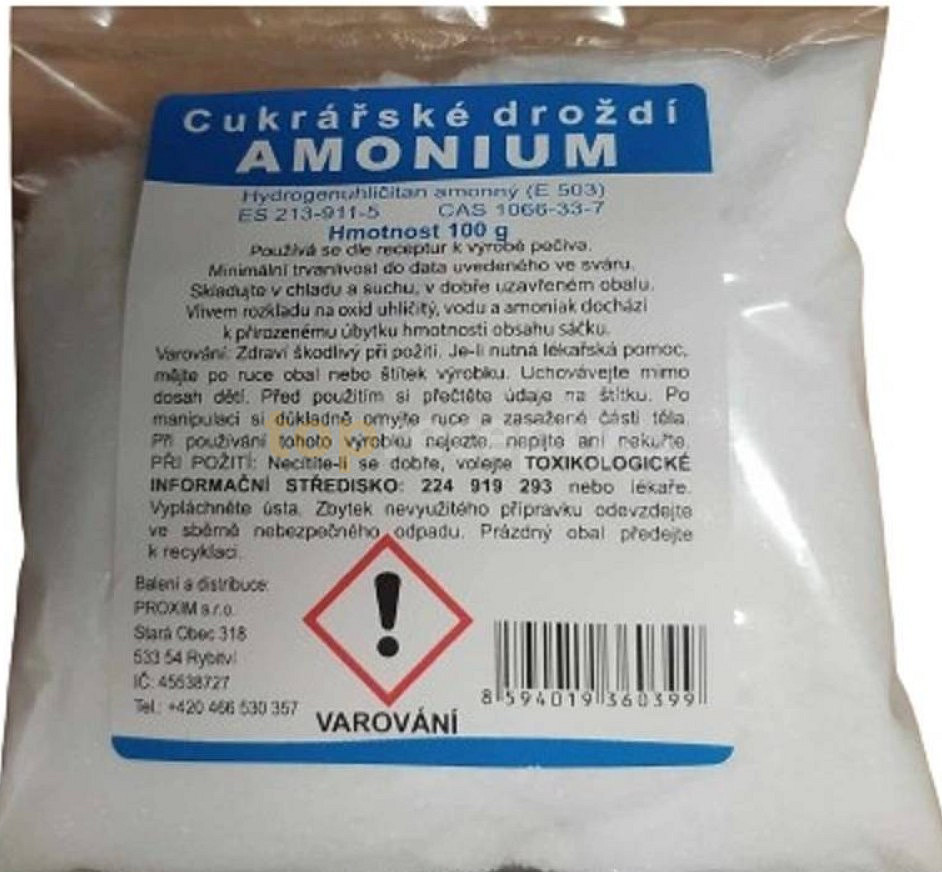 Cukrářské droždí
AMONIUM
Hydrogenuhličitan amonný (E 503)
ES 213-911-5 CAS 1066-33-7
Hmotnost 100 g
Používá se dle receptur k výrobě pečiva.
Minimální trvanlivost do data uvedeného ve sváru.
Skladujte v chladu a suchu, v dobře uzavřeném obalu.
Vlivem rozkladu na oxid uhličitý, vodu a amoniak dochází
k přirozenému úbytku hmotnosti obsahu sáčku.
Varování: Zdraví škodlivý při požití. Je-li nutná lékařská pomoc,
mějte po ruce obal nebo štítek výrobku. Uchovávejte mimo
dosah dětí. Před použitím si přečtěte údaje na štítku. Po
manipulaci si důkladně omyjte ruce a zasažené části těla.
Při používání tohoto výrobku nejezte, nepijte ani nekuřte.
PŘI POŽITÍ: Necítíte-li se dobře, volejte TOXIKOLOGICKÉ
INFORMAČNÍ STŘEDISKO: 224 919 293 nebo lékaře.
Vypláchněte ústa. Zbytek nevyužitého přípravku odevzdejte
ve sběrně nebezpečného odpadu. Prázdný obal předejte
k recyklaci.
Balení a distribuce:
PROXIM s.r.o.
Stará Obec 318
533 54 Rybitví
IČ: 45538727
Tel.: +420 466 530 357
VAROVÁNÍ
8 594019 360399